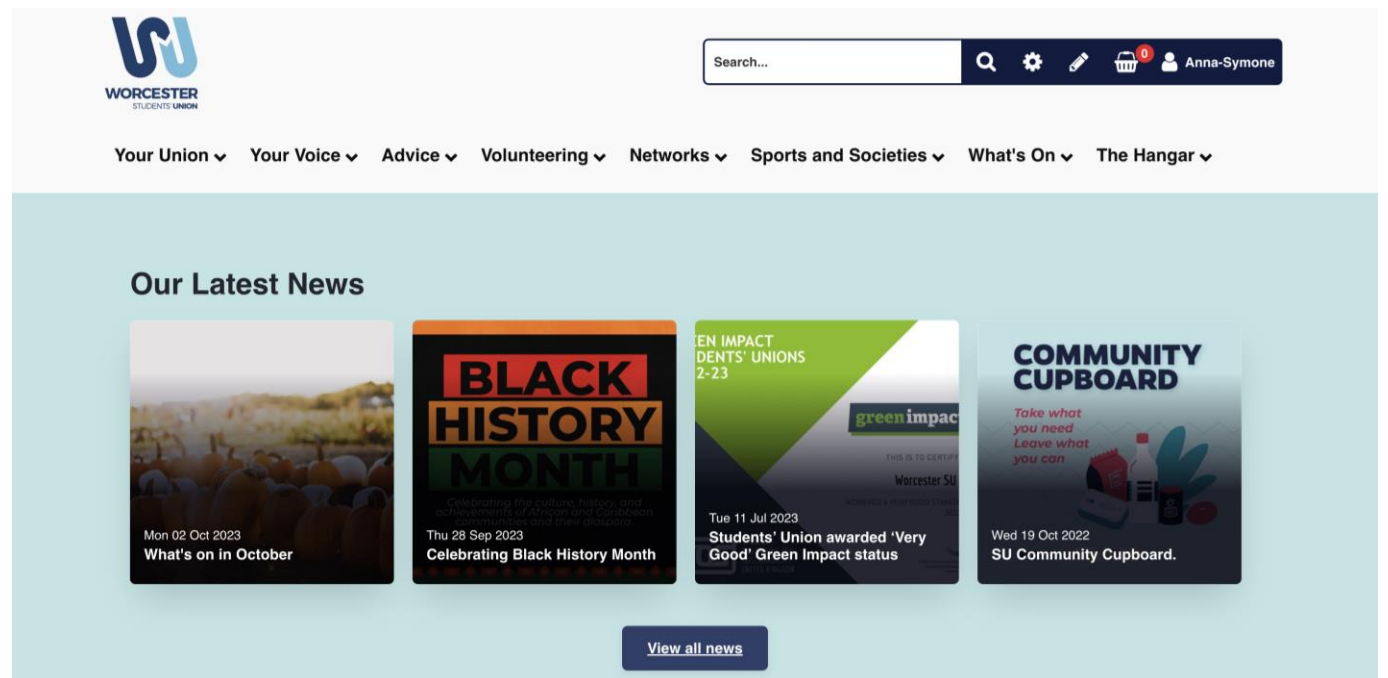 WORCESTER
STUDENTS' UNION
Search...
0
Anna-Symone
Your Union
Your Voice
Advice
Volunteering
Networks
Sports and Societies
What's On
The Hangar
Our Latest News
Mon 02 Oct 2023
What's on in October
BLACK
HISTORY
MONTH
Celebrating the culture, history, and
achievements of African and Caribbean
communities and their diaspora.
Thu 28 Sep 2023
Celebrating Black History Month
EEN IMPACT
DENTS' UNIONS
2-23
greenimpac
THIS IS TO CERTIFY
Worcester SU
Tue 11 Jul 2023
Students' Union awarded ‘Very
Good’ Green Impact status
UNITED KINGDOM
COMMUNITY
CUPBOARD
Take what
you need
Leave what
you can
Wed 19 Oct 2022
SU Community Cupboard.
View all news